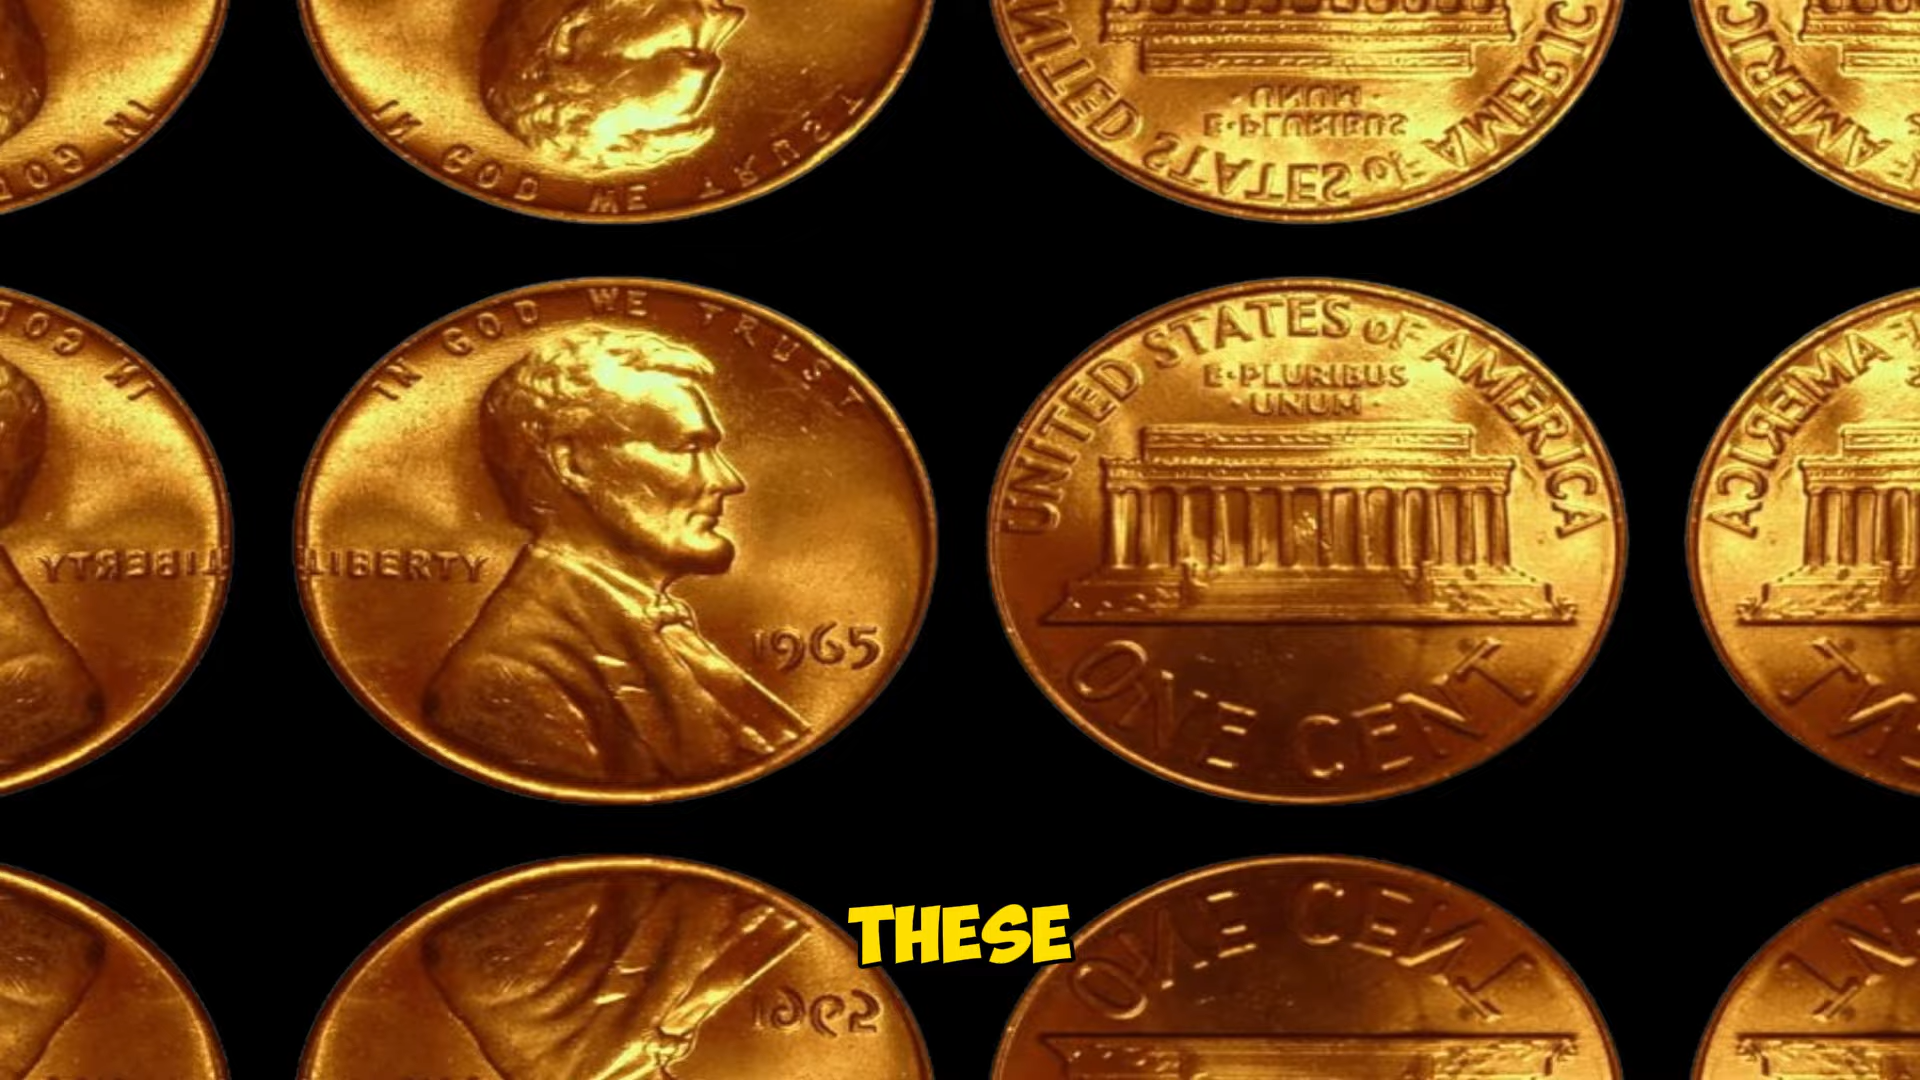 IN GOD WE TRUST
LIBERTY
1965
UNITED STATES OF AMERICA
E·PLURIBUS
·UNUM·
ONE CENT
THESE